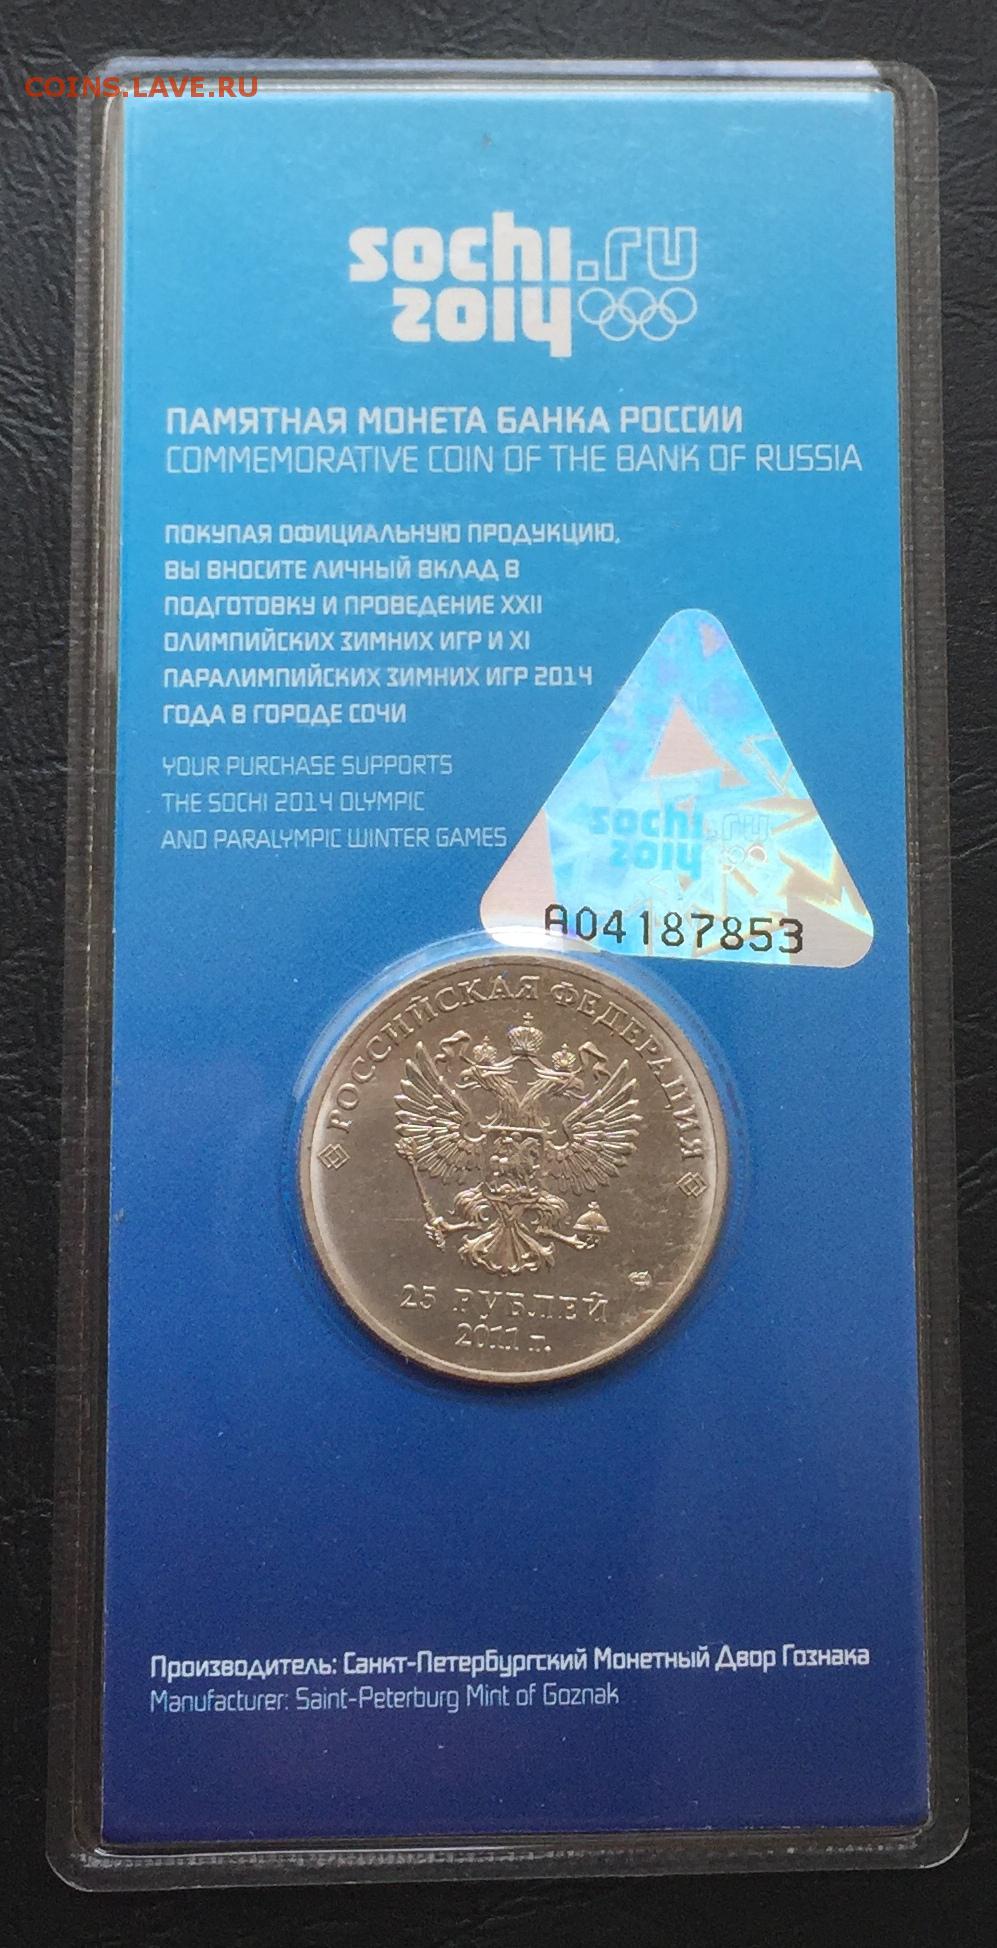 COINS.LAVE.RU
sochi.ru
2014
ПАМЯТНАЯ МОНЕТА БАНКА РОССИИ
COMMEMORATIVE COIN OF THE BANK OF RUSSIA
ПОКУПАЯ ОФИЦИАЛЬНУЮ ПРОДУКЦИЮ,
ВЫ ВНОСИТЕ ЛИЧНЫЙ ВКЛАД В
ПОДГОТОВКУ И ПРОВЕДЕНИЕ XXII
ОЛИМПИЙСКИХ ЗИМНИХ ИГР И XI
ПАРАЛИМПИЙСКИХ ЗИМНИХ ИГР 2014
ГОДА В ГОРОДЕ СОЧИ
YOUR PURCHASE SUPPORTS
THE SOCHI 2014 OLYMPIC
AND PARALYMPIC WINTER GAMES
sochi.ru
2014
A04187853
РОССИЙСКАЯ ФЕДЕРАЦИЯ
25 РУБЛЕЙ
2011 г.
Производитель: Санкт-Петербургский Монетный Двор Гознака
Manufacturer: Saint-Peterburg Mint of Goznak